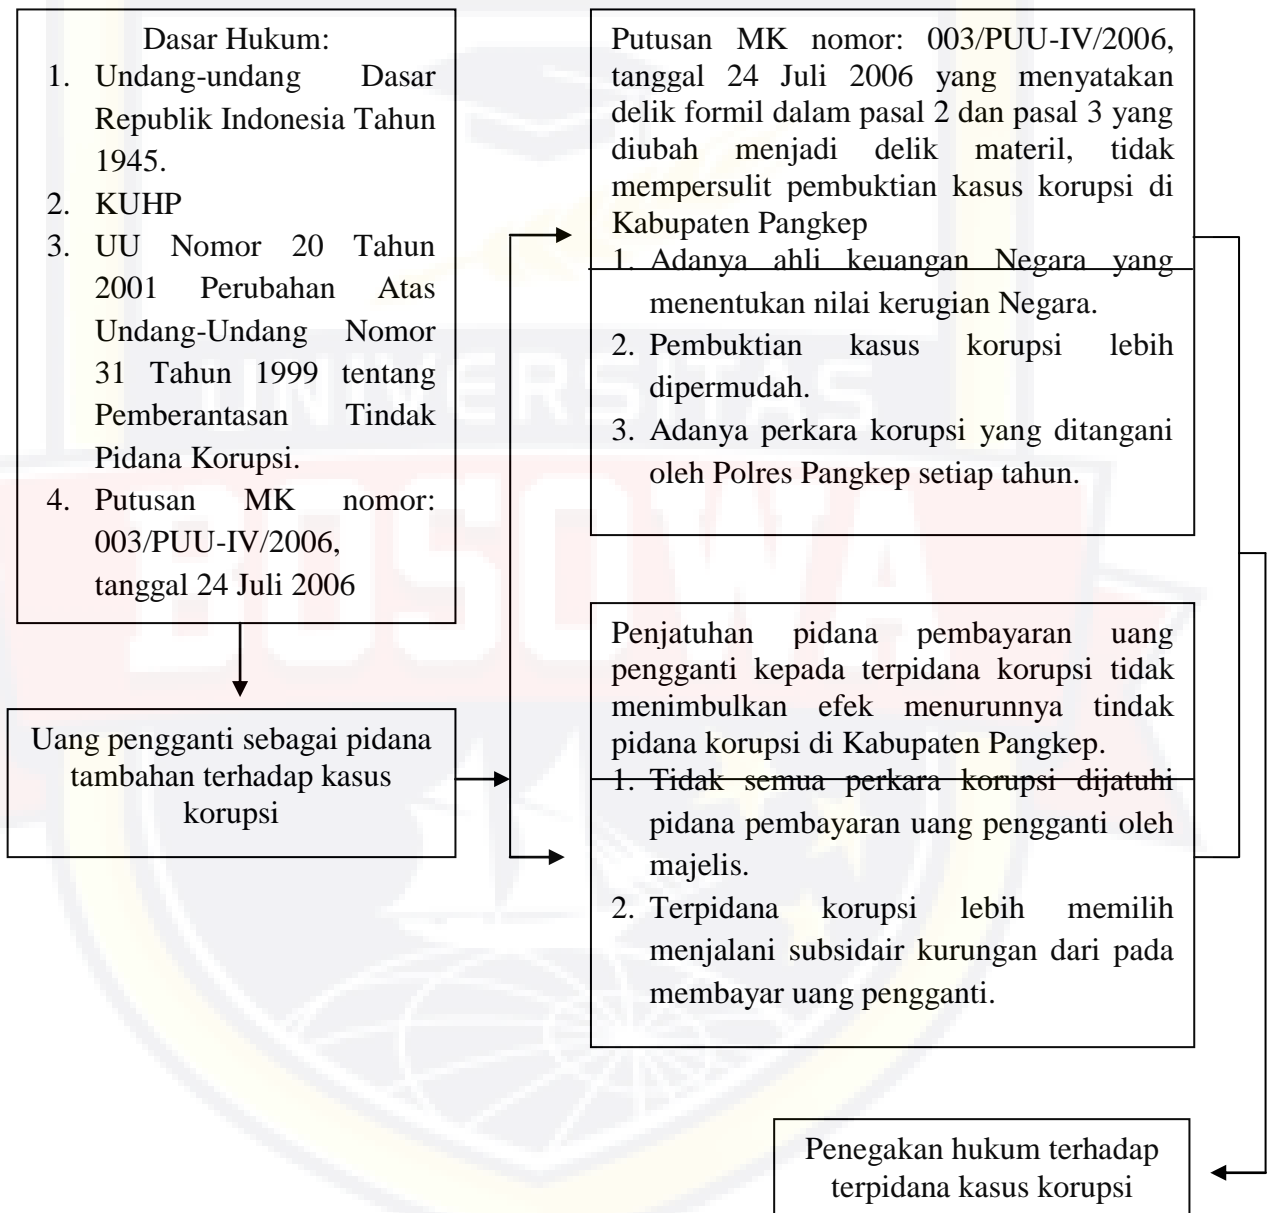 Dasar Hukum:
1. Undang-undang Dasar
Republik Indonesia Tahun
1945.
2. KUHP
3. UU Nomor 20 Tahun
2001 Perubahan Atas
Undang-Undang Nomor
31 Tahun 1999 tentang
Pemberantasan Tindak
Pidana Korupsi.
4. Putusan MK nomor:
003/PUU-IV/2006,
tanggal 24 Juli 2006
Uang pengganti sebagai pidana
tambahan terhadap kasus
korupsi
Putusan MK nomor: 003/PUU-IV/2006,
tanggal 24 Juli 2006 yang menyatakan
delik formil dalam pasal 2 dan pasal 3 yang
diubah menjadi delik materil, tidak
mempersulit pembuktian kasus korupsi di
Kabupaten Pangkep
1. Adanya ahli keuangan Negara yang
menentukan nilai kerugian Negara.
2. Pembuktian kasus korupsi lebih
dipermudah.
3. Adanya perkara korupsi yang ditangani
oleh Polres Pangkep setiap tahun.
Penjatuhan pidana pembayaran uang
pengganti kepada terpidana korupsi tidak
menimbulkan efek menurunnya tindak
pidana korupsi di Kabupaten Pangkep.
1. Tidak semua perkara korupsi dijatuhi
pidana pembayaran uang pengganti oleh
majelis.
2. Terpidana korupsi lebih memilih
menjalani subsidair kurungan dari pada
membayar uang pengganti.
Penegakan hukum terhadap
terpidana kasus korupsi
UNIVERSITAS
BOSOWA